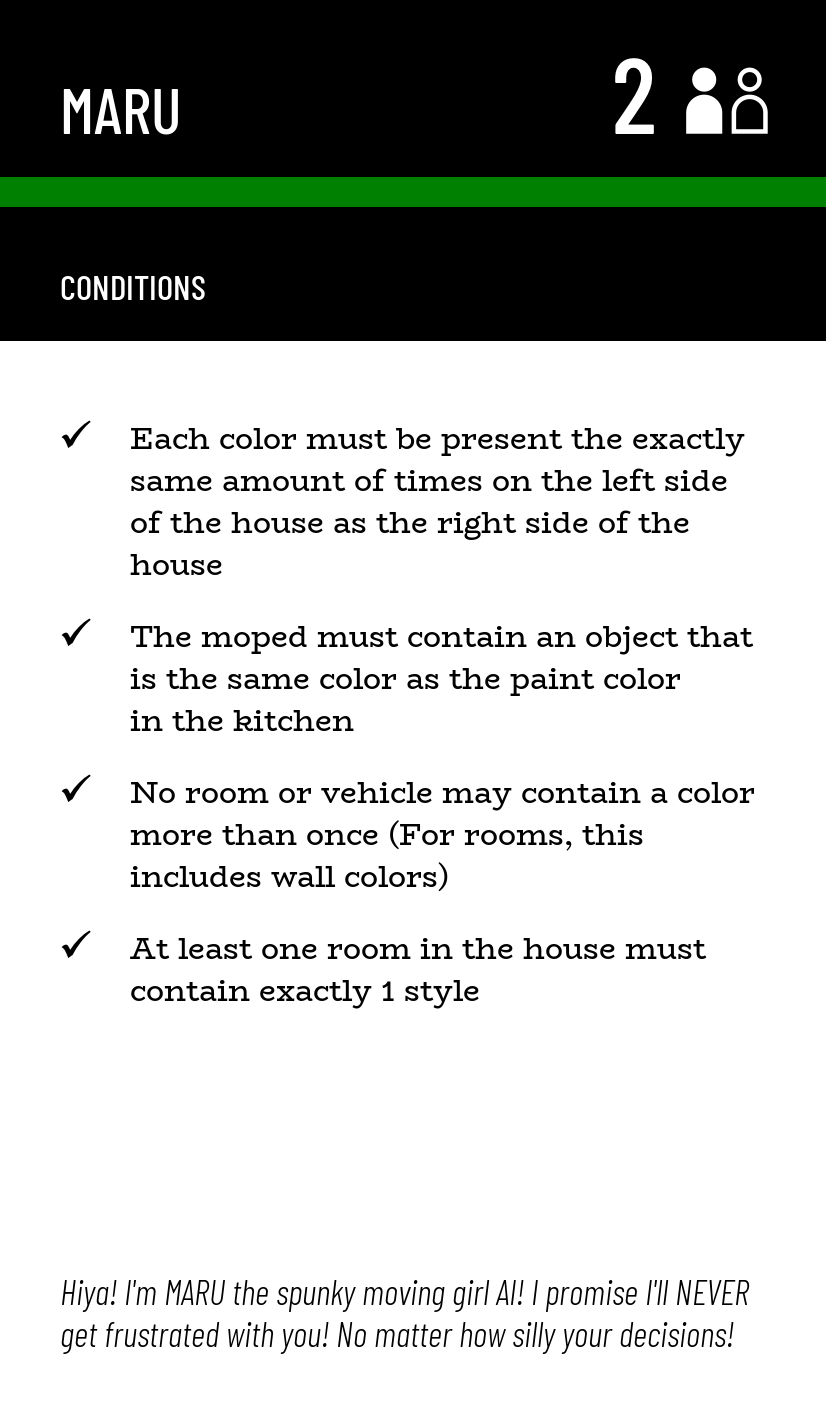 MARU
2
CONDITIONS
✓ Each color must be present the exactly
same amount of times on the left side
of the house as the right side of the
house
✓ The moped must contain an object that
is the same color as the paint color
in the kitchen
✓ No room or vehicle may contain a color
more than once (For rooms, this
includes wall colors)
✓ At least one room in the house must
contain exactly 1 style
Hiya! I'm MARU the spunky moving girl AI! I promise I'll NEVER
get frustrated with you! No matter how silly your decisions!